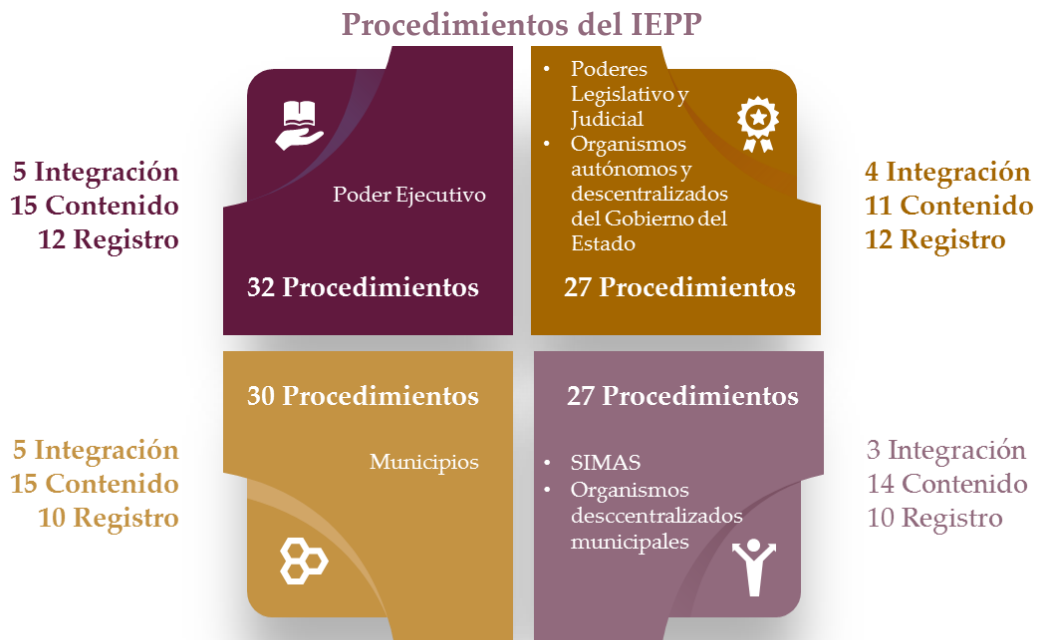 Procedimientos del IEPP
5 Integración
15 Contenido
12 Registro
Poder Ejecutivo
32 Procedimientos
• Poderes
Legislativo y
Judicial
• Organismos
autónomos y
descentralizados
del Gobierno del
Estado
27 Procedimientos
4 Integración
11 Contenido
12 Registro
5 Integración
15 Contenido
10 Registro
30 Procedimientos
Municipios
27 Procedimientos
• SIMAS
• Organismos
desccentralizados
municipales
3 Integración
14 Contenido
10 Registro